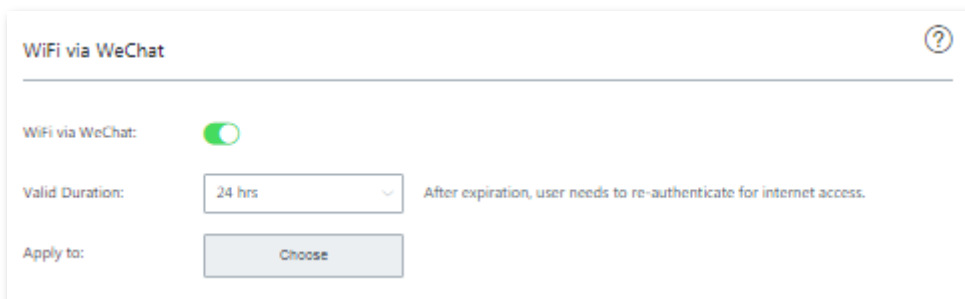 WiFi via WeChat
?
WiFi via WeChat:
Valid Duration: 24 hrs After expiration, user needs to re-authenticate for internet access.
Apply to: Choose